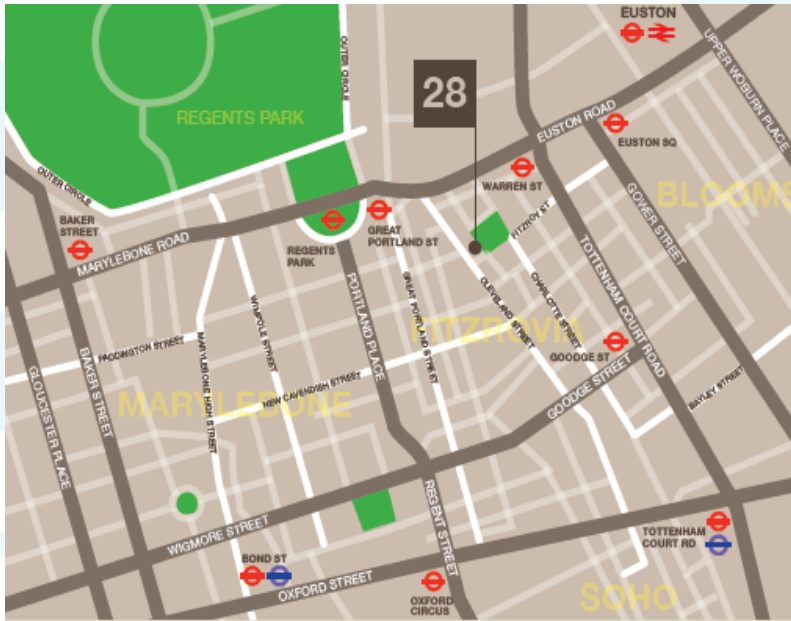 EUSTON
UPPER WOBURN PLACE
OUTER CIRCLE
28
REGENTS PARK
EUSTON ROAD
EUSTON SQ
WARREN ST
OUTER CIRCLE
BLOOMS
GOWER STREET
BAKER
STREET
MARYLEBONE ROAD
REGENTS
PARK
GREAT
PORTLAND ST
FITZROY ST
TOTTENHAM COURT ROAD
PORTLAND PLACE
GREAT PORTLAND STREET
CLEVELAND STREET
CHARLOTTE STREET
FITZROVIA
GOODGE ST
PADDINGTON STREET
WIMPOLE STREET
MARYLEBONE HIGH STREET
BAKER STREET
GLOUCESTER PLACE
NEW CAVENDISH STREET
MARYLEBONE
GOODGE STREET
BAYLEY STREET
WIGMORE STREET
REGENT STREET
TOTTENHAM
COURT RD
BOND ST
OXFORD STREET
OXFORD
CIRCUS
SOHO